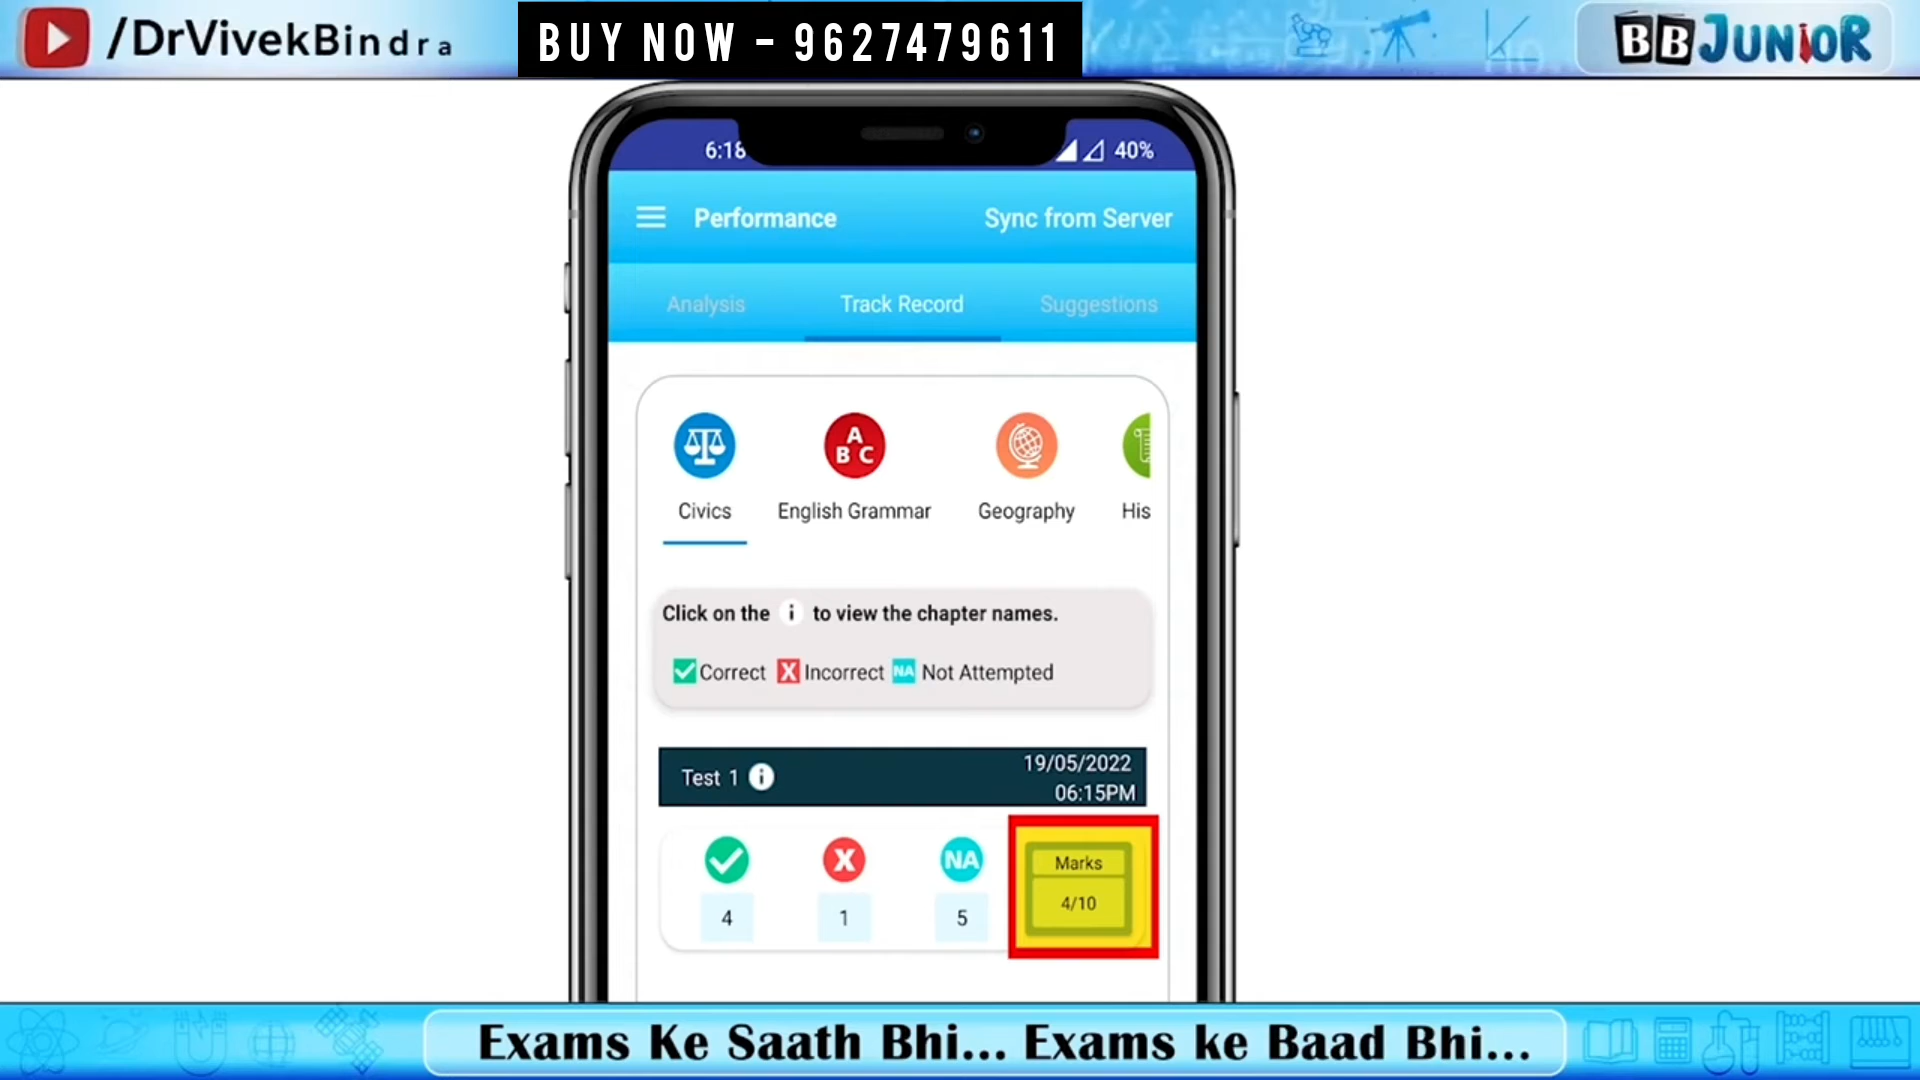 /DrVivekBindra
BUY NOW - 9627479611
BB JUNIOR
6:18
40%
Performance
Sync from Server
Analysis
Track Record
Suggestions
A
B C
Civics
English Grammar
Geography
His
Click on the i to view the chapter names.
Correct X Incorrect NA Not Attempted
Test 1 i
19/05/2022
06:15PM
X
NA
Marks
4
1
5
4/10
Exams Ke Saath Bhi... Exams ke Baad Bhi...